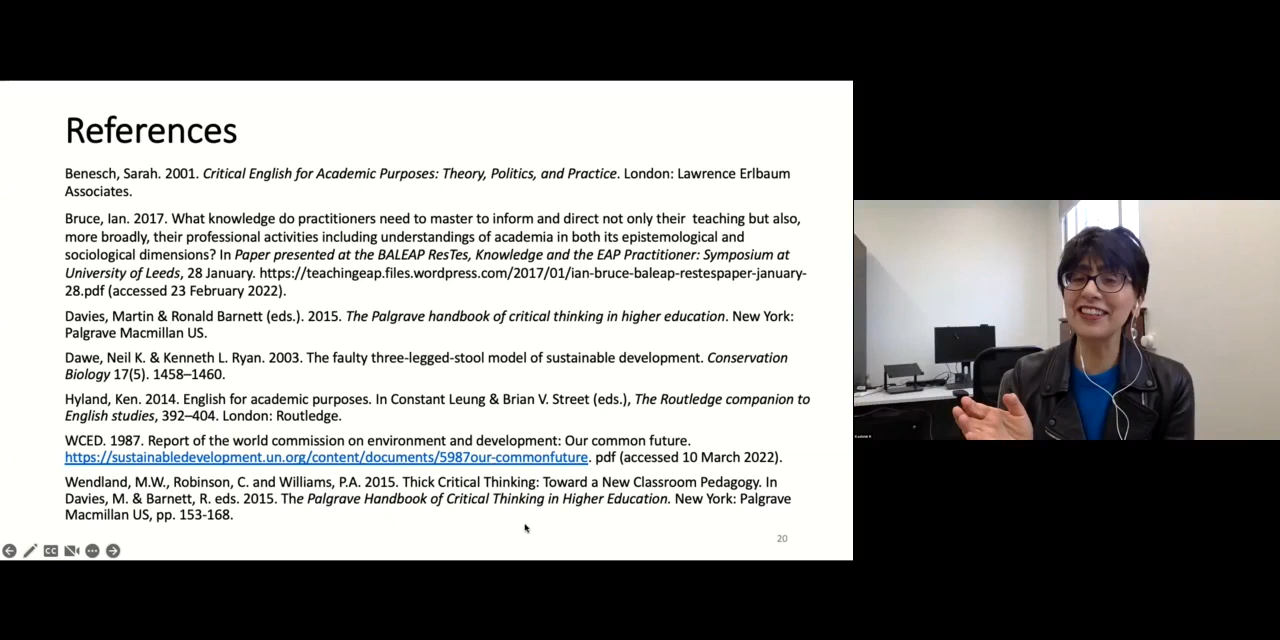 References
Benesch, Sarah. 2001. Critical English for Academic Purposes: Theory, Politics, and Practice. London: Lawrence Erlbaum
Associates.
Bruce, Ian. 2017. What knowledge do practitioners need to master to inform and direct not only their teaching but also,
more broadly, their professional activities including understandings of academia in both its epistemological and
sociological dimensions? In Paper presented at the BALEAP ResTes, Knowledge and the EAP Practitioner: Symposium at
University of Leeds, 28 January. https://teachingeap.files.wordpress.com/2017/01/ian-bruce-baleap-restespaper-january-
28.pdf (accessed 23 February 2022).
Davies, Martin & Ronald Barnett (eds.). 2015. The Palgrave handbook of critical thinking in higher education. New York:
Palgrave Macmillan US.
Dawe, Neil K. & Kenneth L. Ryan. 2003. The faulty three-legged-stool model of sustainable development. Conservation
Biology 17(5). 1458–1460.
Hyland, Ken. 2014. English for academic purposes. In Constant Leung & Brian V. Street (eds.), The Routledge companion to
English studies, 392–404. London: Routledge.
WCED. 1987. Report of the world commission on environment and development: Our common future.
https://sustainabledevelopment.un.org/content/documents/5987our-commonfuture. pdf (accessed 10 March 2022).
Wendland, M.W., Robinson, C. and Williams, P.A. 2015. Thick Critical Thinking: Toward a New Classroom Pedagogy. In
Davies, M. & Barnett, R. eds. 2015. The Palgrave Handbook of Critical Thinking in Higher Education. New York: Palgrave
Macmillan US, pp. 153-168.
20
CC